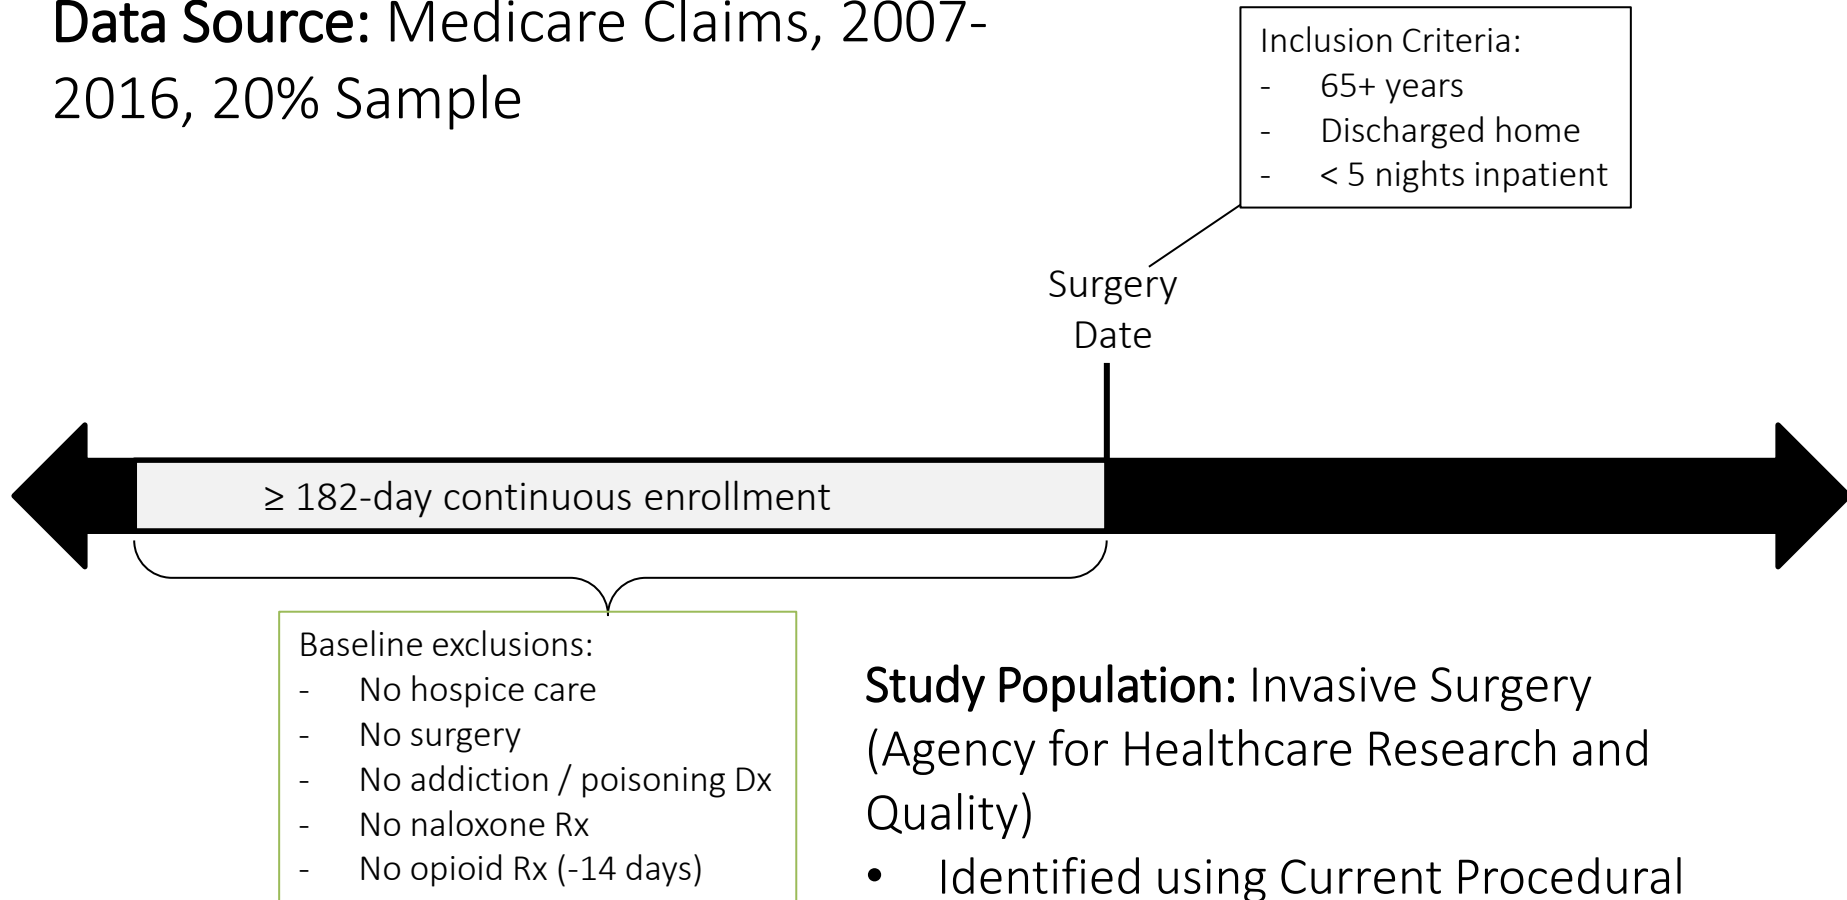 Data Source: Medicare Claims, 2007-
2016, 20% Sample
Inclusion Criteria:
- 65+ years
- Discharged home
- < 5 nights inpatient
Surgery
Date
≥ 182-day continuous enrollment
Baseline exclusions:
- No hospice care
- No surgery
- No addiction / poisoning Dx
- No naloxone Rx
- No opioid Rx (-14 days)
Study Population: Invasive Surgery
(Agency for Healthcare Research and
Quality)
• Identified using Current Procedural